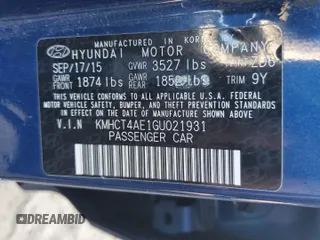 MANUFACTURED IN KOREA
HYUNDAI MOTOR COMPANY
SEP/17/15 GVWR 3527 lbs
GAWR FRONT 1874 lbs GAWR lbs TRIM 9Y
THIS VEHICLE CONFORMS TO ALL APPLICABLE FEDERAL
MOTOR VEHICLE SAFETY, BUMPER, AND THEFT PREVENTION
STANDARDS IN EFFECT ON THE DATE OF MANUFACTURE
SHOWN ABOVE.
V.I.N KMHCT4AE1GU021931
PASSENGER CAR
autobidmaster